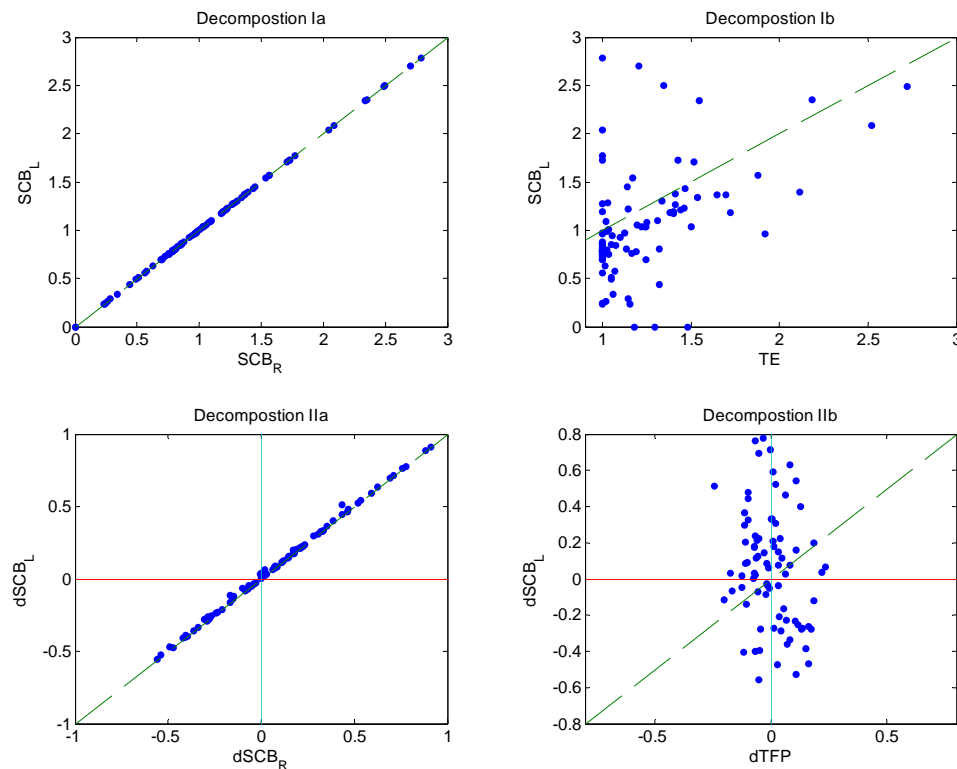 Decompostion Ia
3
2.5
2
1.5
1
0.5
0
SCB_L
0 0.5 1 1.5 2 2.5 3
SCB_R
Decompostion Ib
3
2.5
2
1.5
1
0.5
0
SCB_L
1 1.5 2 2.5 3
TE
Decompostion IIa
1
0.5
0
-0.5
-1
dSCB_L
-1 -0.5 0 0.5 1
dSCB_R
Decompostion IIb
0.8
0.6
0.4
0.2
0
-0.2
-0.4
-0.6
-0.8
dSCB_L
-0.5 0 0.5
dTFP